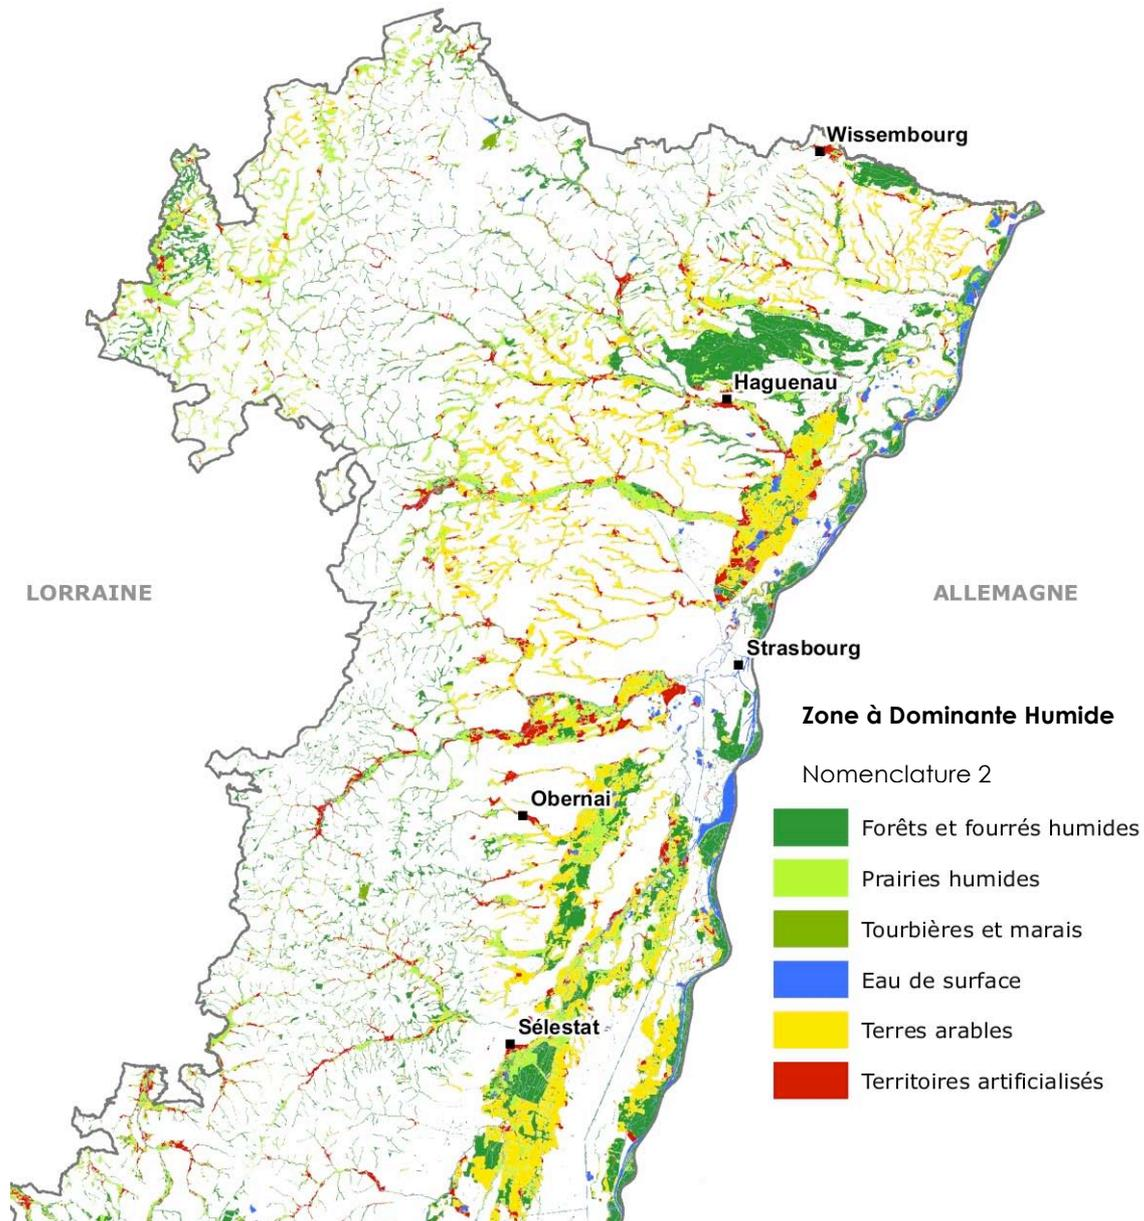 Wissembourg
Haguenau
LORRAINE
ALLEMAGNE
Strasbourg
Zone à Dominante Humide
Nomenclature 2
Obernai
Forêts et fourrés humides
Prairies humides
Tourbières et marais
Eau de surface
Sélestat
Terres arables
Territoires artificialisés